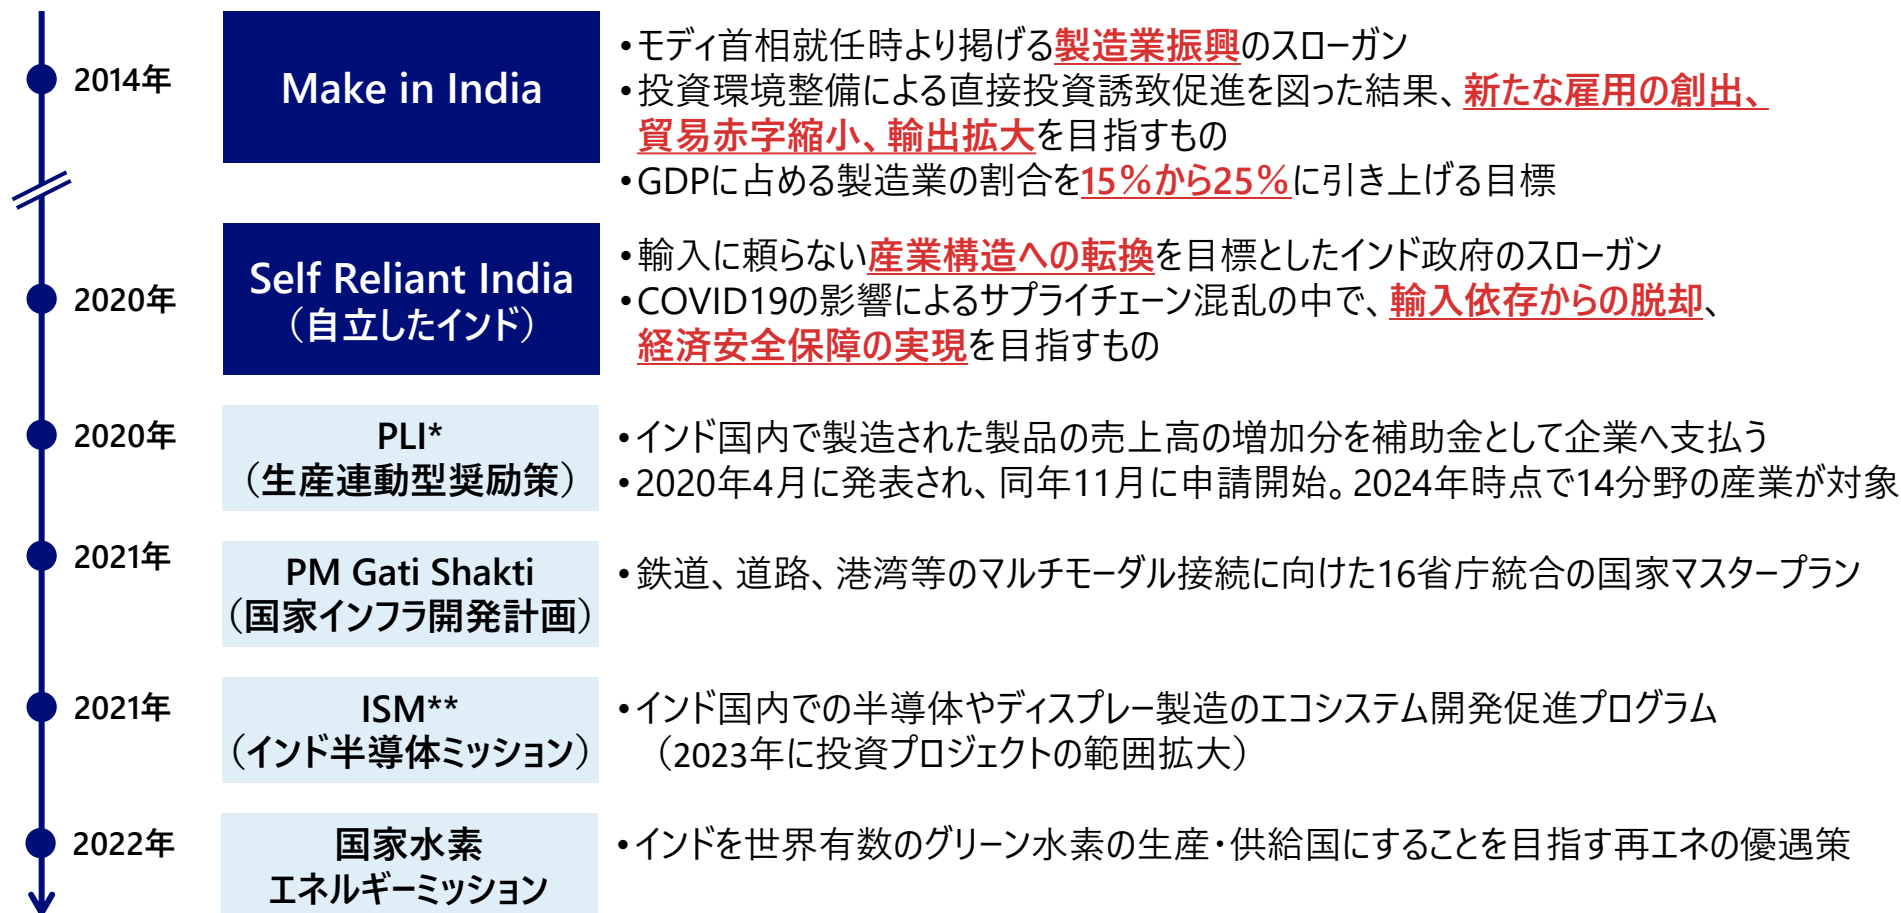 2014年
Make in India
•モディ首相就任時より掲げる製造業振興のスローガン
•投資環境整備による直接投資誘致促進を図った結果、新たな雇用の創出、
貿易赤字縮小、輸出拡大を目指すもの
•GDPに占める製造業の割合を15％から25％に引き上げる目標
2020年
Self Reliant India
（自立したインド）
•輸入に頼らない産業構造への転換を目標としたインド政府のスローガン
•COVID19の影響によるサプライチェーン混乱の中で、輸入依存からの脱却、
経済安全保障の実現を目指すもの
2020年
PLI*
（生産連動型奨励策）
•インド国内で製造された製品の売上高の増加分を補助金として企業へ支払う
•2020年4月に発表され、同年11月に申請開始。2024年時点で14分野の産業が対象
2021年
PM Gati Shakti
（国家インフラ開発計画）
•鉄道、道路、港湾等のマルチモーダル接続に向けた16省庁統合の国家マスタープラン
2021年
ISM**
（インド半導体ミッション）
•インド国内での半導体やディスプレー製造のエコシステム開発促進プログラム
（2023年に投資プロジェクトの範囲拡大）
2022年
国家水素
エネルギーミッション
•インドを世界有数のグリーン水素の生産・供給国にすることを目指す再エネの優遇策